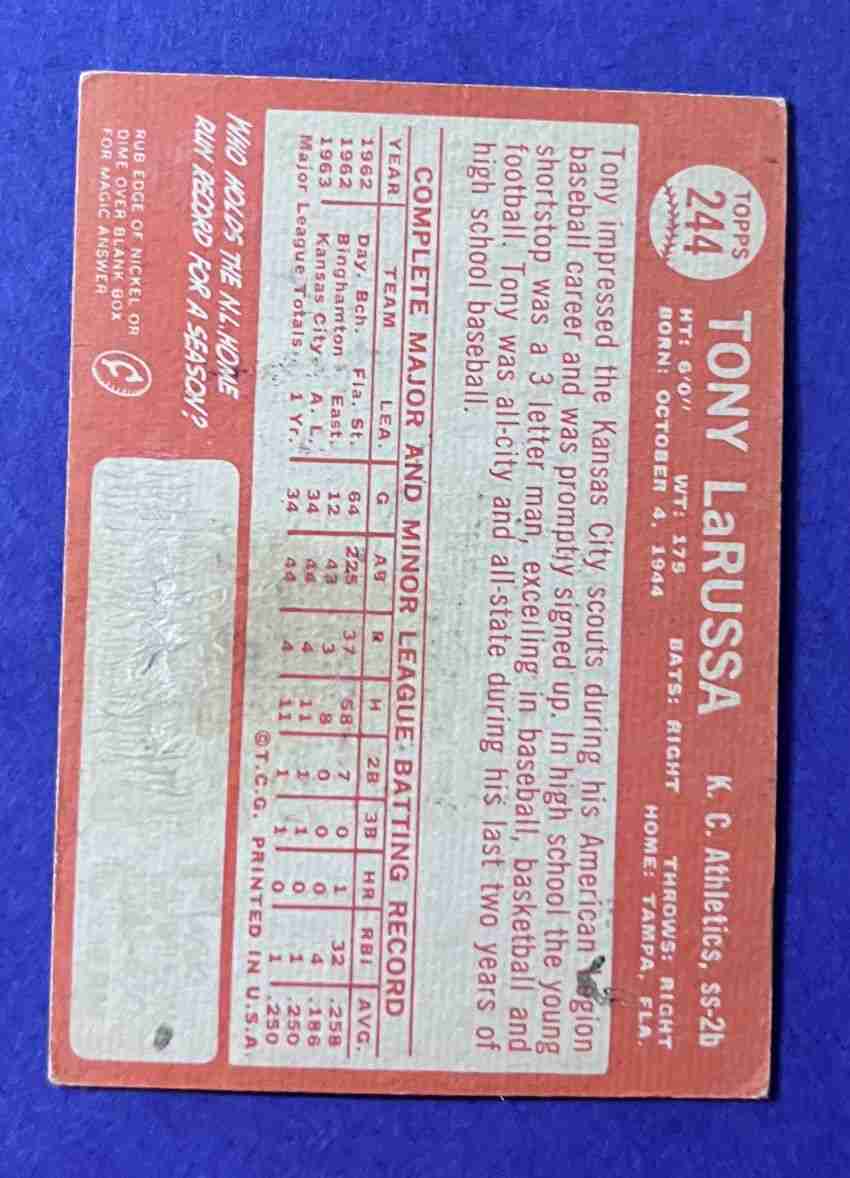 TOPPS
244
TONY LaRUSSA K. C. Athletics, ss-2b
HT: 6'0" WT: 175 BATS: RIGHT THROWS: RIGHT
BORN: OCTOBER 4, 1944 HOME: TAMPA, FLA.
Tony impressed the Kansas City scouts during his American gion
baseball career and was promptly signed up. In high school the young
shortstop was a 3 letter man, excelling in baseball, basketball and
football. Tony was all-city and all-state during his last two years of
high school baseball.
COMPLETE MAJOR AND MINOR LEAGUE BATTING RECORD
YEAR TEAM LEA. G AB R H 2B 3B HR RBI AVG.
1962 Day. Bch. Fla. St. 64 225 37 58 7 0 1 32 .258
1962 Binghamton East. 12 43 3 8 0 0 0 4 .186
1963 Kansas City A. L. 34 44 4 11 1 1 0 1 .250
Major League Totals, 1 Yr. 34 44 4 11 1 1 0 1 .250
©T.C.G. PRINTED IN U.S.A.
WHO HOLDS THE N.L. HOME
RUN RECORD FOR A SEASON?
RUB EDGE OF NICKEL OR
DIME OVER BLANK BOX
FOR MAGIC ANSWER